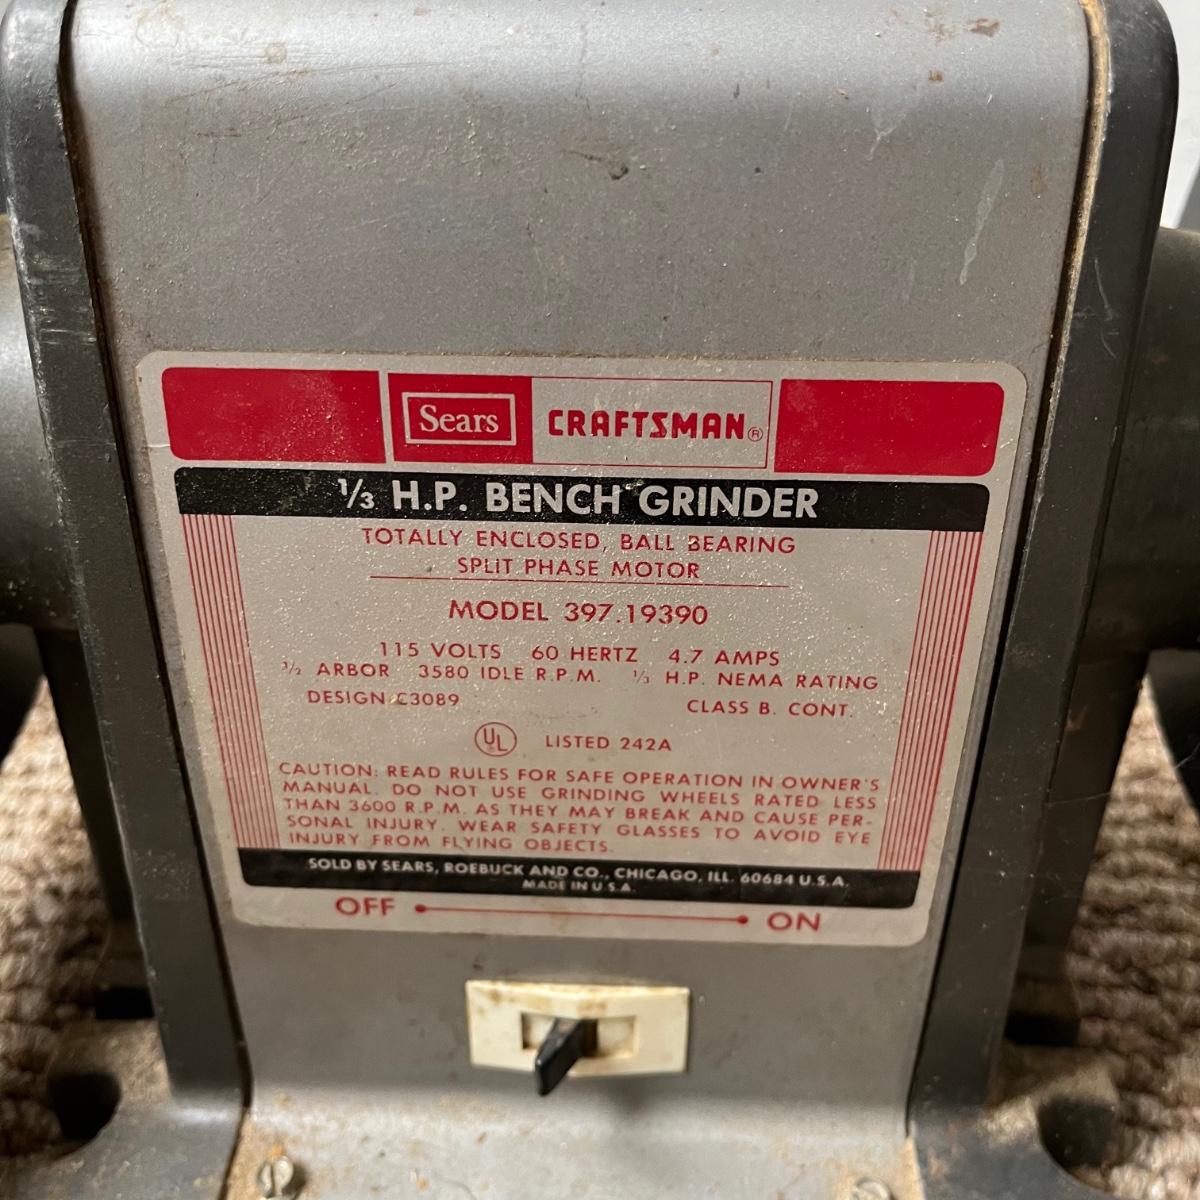 Sears CRAFTSMAN®
1/3 H.P. BENCH GRINDER
TOTALLY ENCLOSED, BALL BEARING
SPLIT PHASE MOTOR
MODEL 397.19390
115 VOLTS 60 HERTZ 4.7 AMPS
1/2 ARBOR 3580 IDLE R.P.M. 1/3 H.P. NEMA RATING
DESIGN C3089 CLASS B. CONT.
UL LISTED 242A
CAUTION: READ RULES FOR SAFE OPERATION IN OWNER'S
MANUAL. DO NOT USE GRINDING WHEELS RATED LESS
THAN 3600 R.P.M. AS THEY MAY BREAK AND CAUSE PER-
SONAL INJURY. WEAR SAFETY GLASSES TO AVOID EYE
INJURY FROM FLYING OBJECTS.
SOLD BY SEARS, ROEBUCK AND CO., CHICAGO, ILL. 60684 U.S.A.
MADE IN U.S.A.
OFF ON